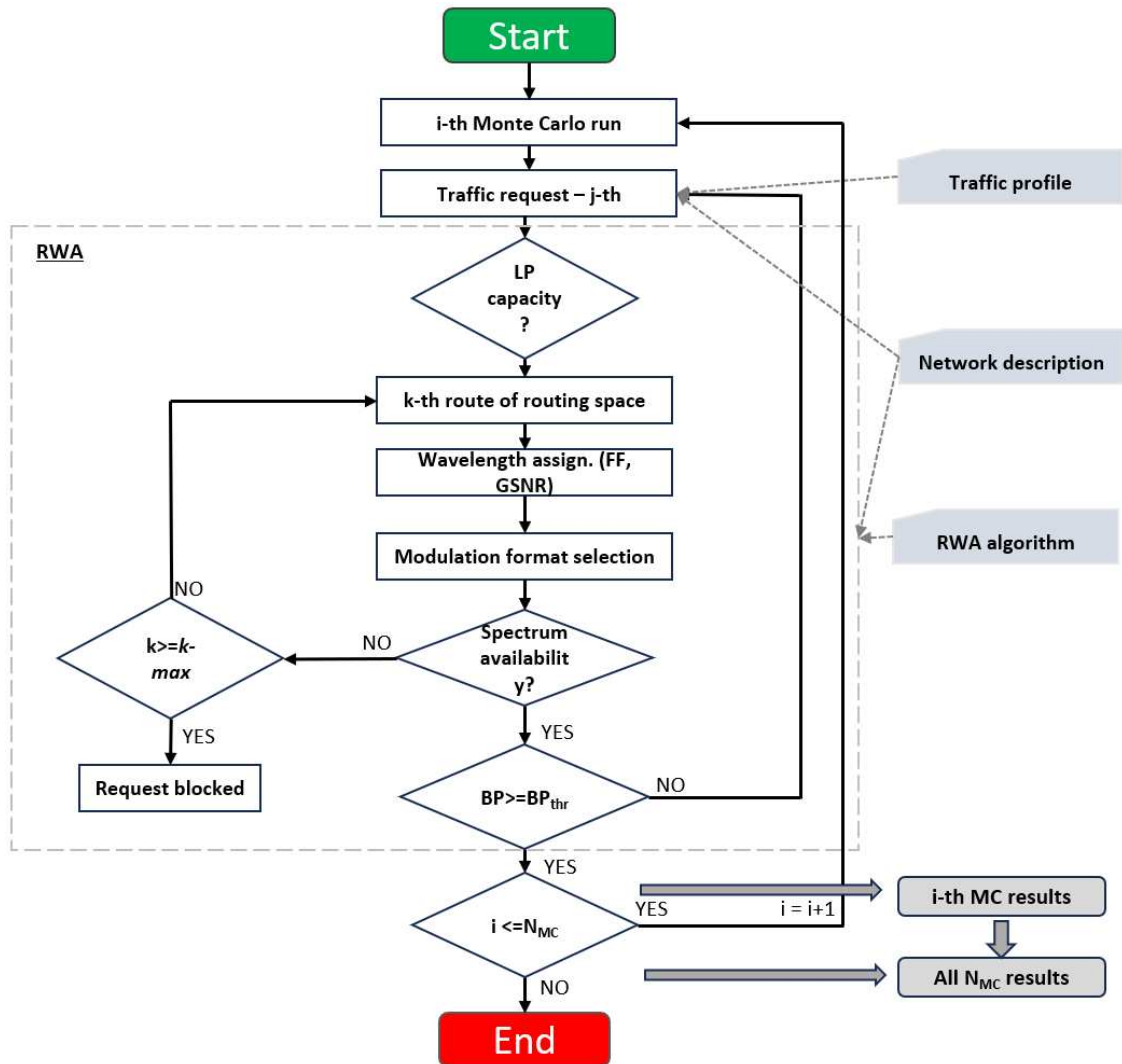 Start
i-th Monte Carlo run
Traffic request – j-th
Traffic profile
RWA
LP
capacity
?
Network description
k-th route of routing space
Wavelength assign. (FF,
GSNR)
RWA algorithm
Modulation format selection
NO
k>=k-
max
NO
Spectrum
availabilit
y?
YES
YES
Request blocked
BP>=BPthr
NO
YES
i <=NMC
YES
i = i+1
i-th MC results
All NMC results
NO
End